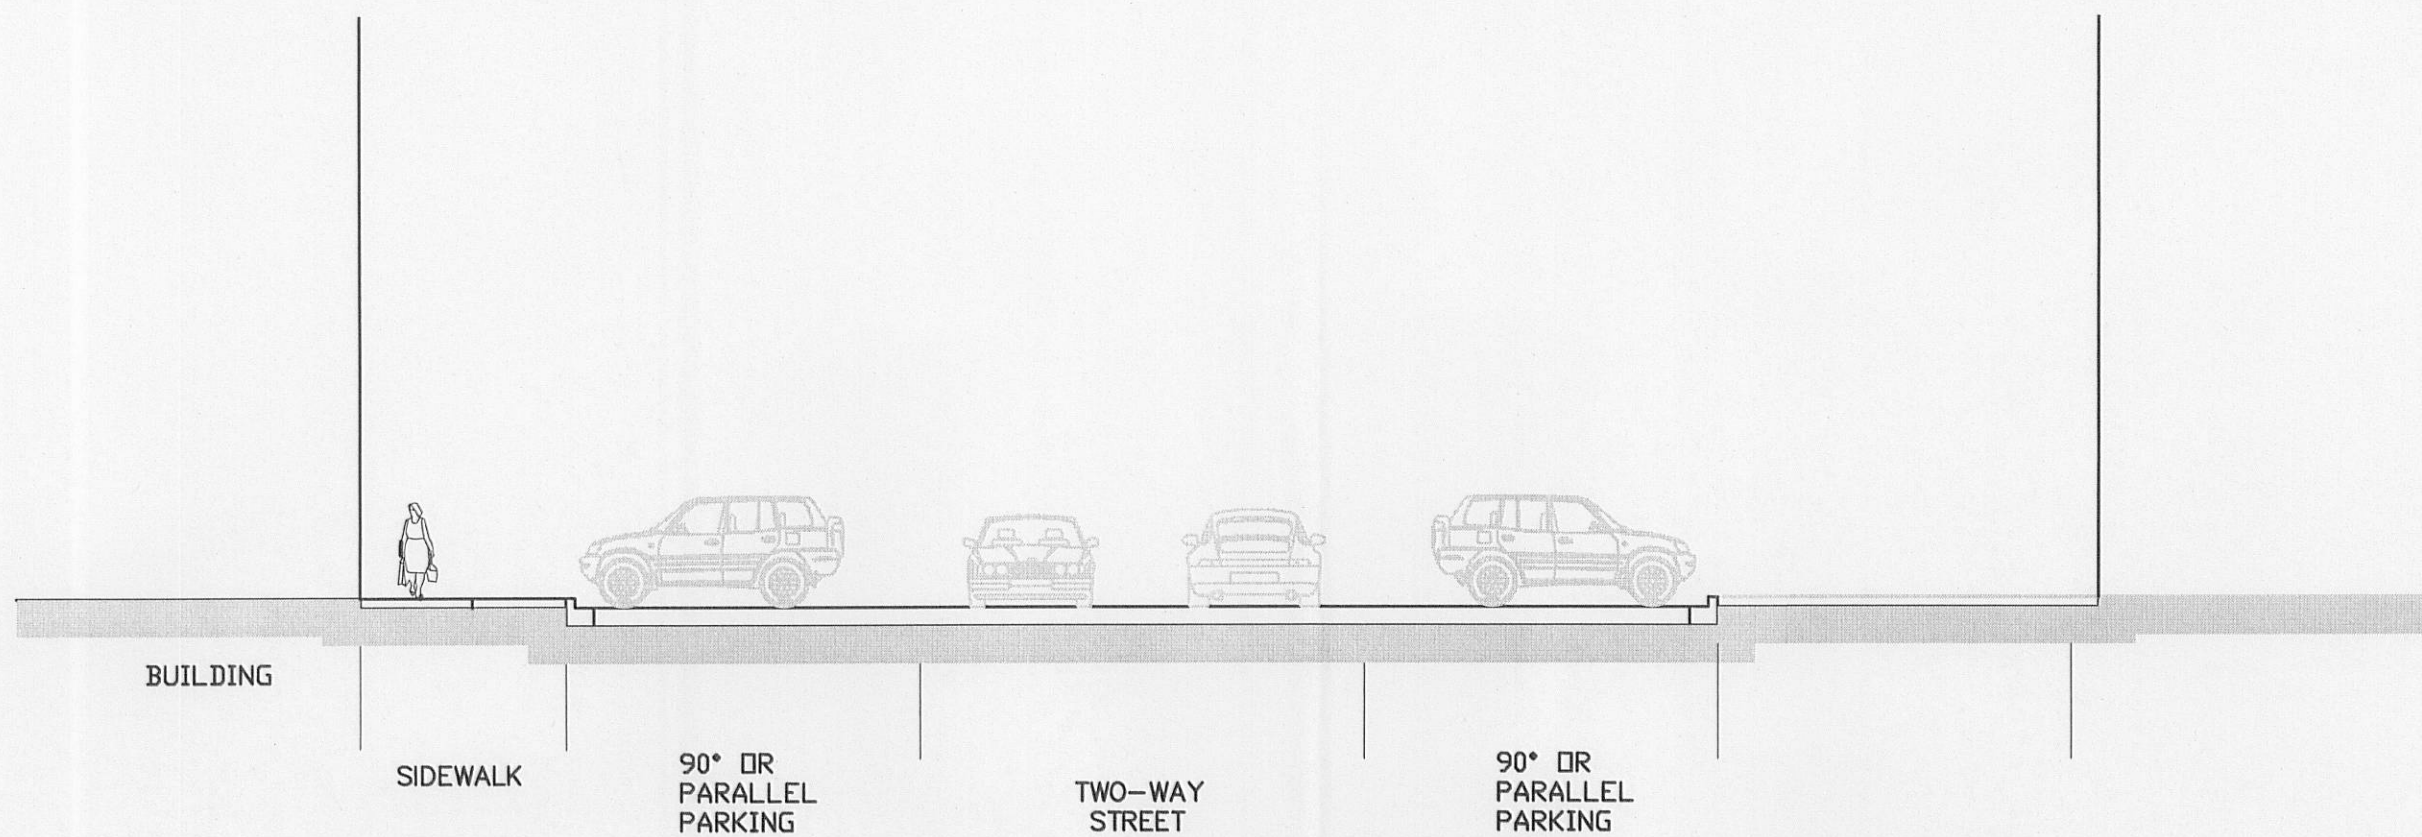 BUILDING
SIDEWALK
90° OR
PARALLEL
PARKING
TWO-WAY
STREET
90° OR
PARALLEL
PARKING